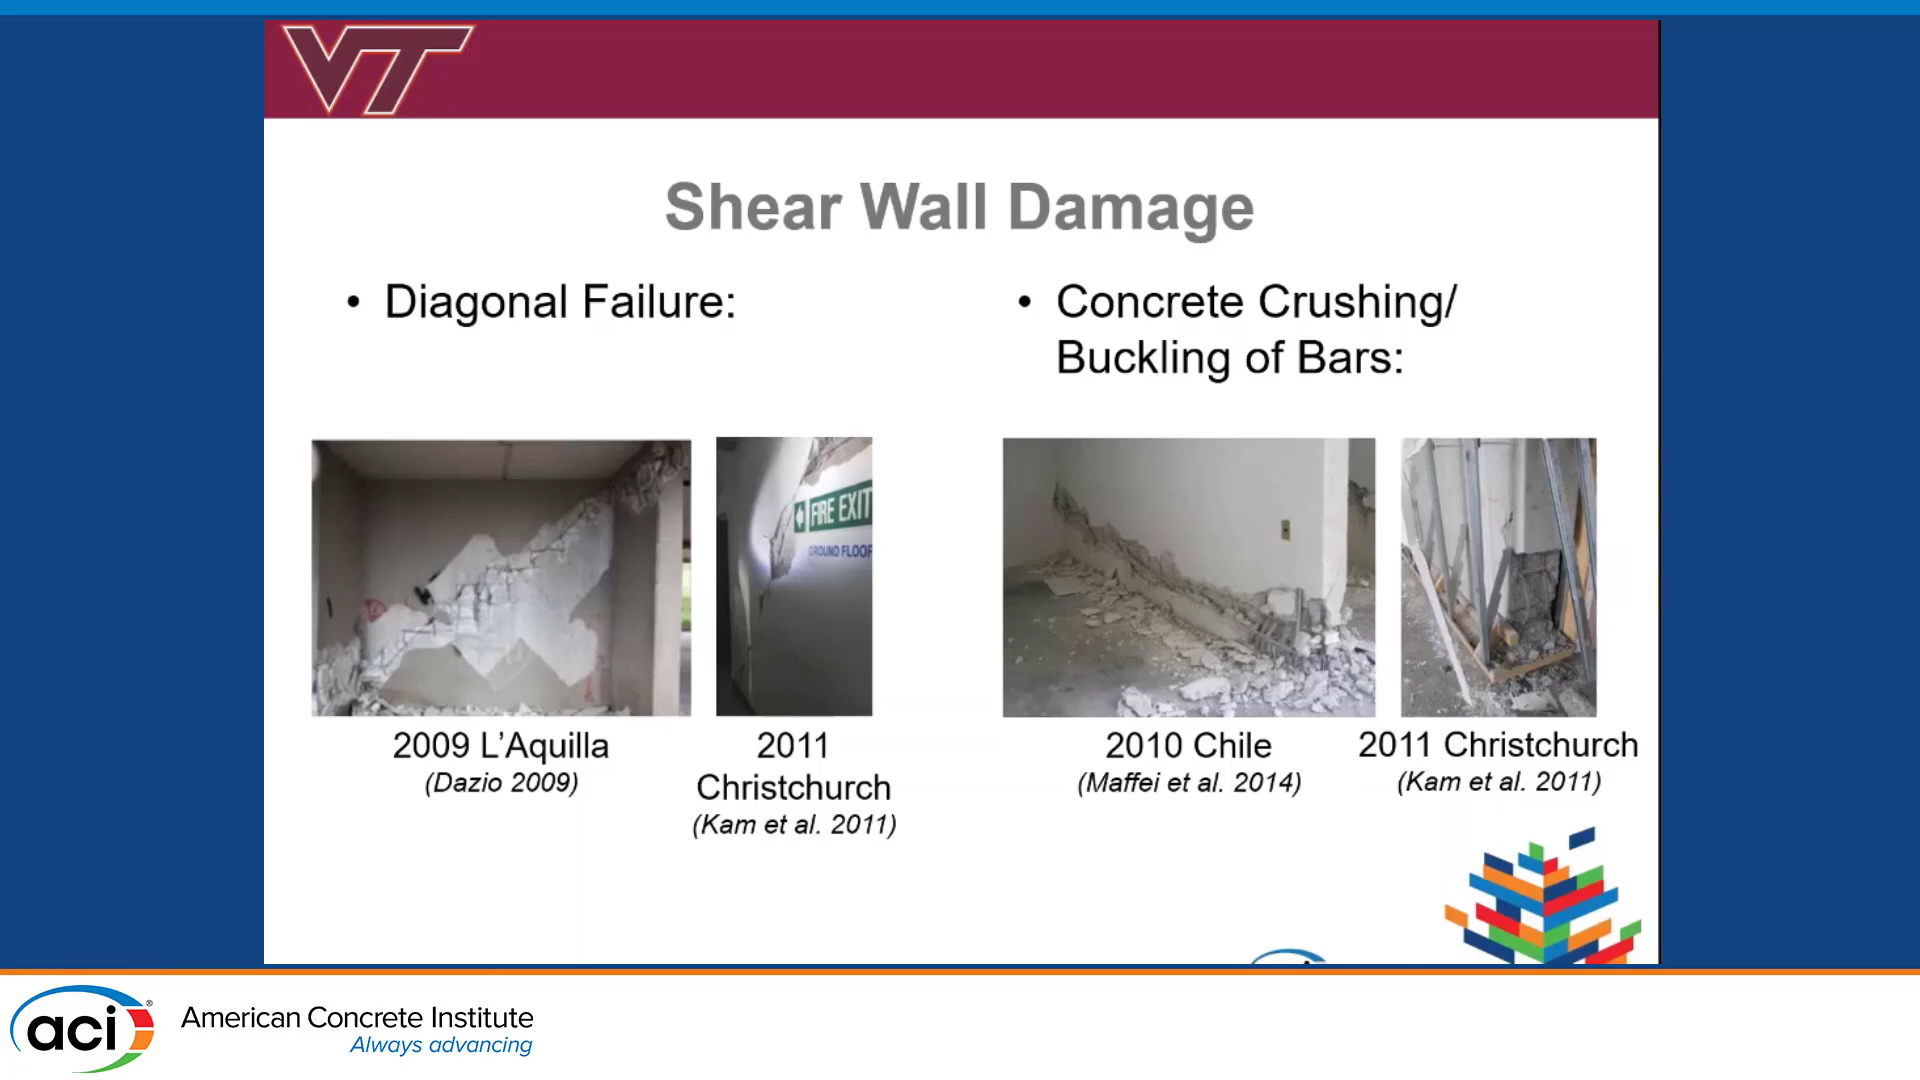 VT
Shear Wall Damage
• Diagonal Failure:
• Concrete Crushing/
Buckling of Bars:
FIRE EXIT
GROUND FLOOR
2009 L’Aquilla
(Dazio 2009)
2011
Christchurch
(Kam et al. 2011)
2010 Chile
(Maffei et al. 2014)
2011 Christchurch
(Kam et al. 2011)
aci®
American Concrete Institute
Always advancing